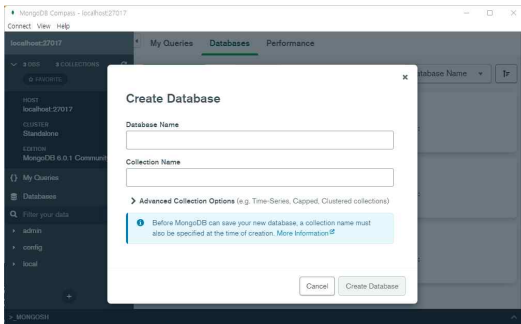 MongoDB Compass - localhost:27017
Connect View Help
localhost:27017
My Queries Databases Performance
3 DBS 3 COLLECTIONS
FAVORITE
HOST
localhost:27017
CLUSTER
Standalone
EDITION
MongoDB 6.0.1 Communit
{} My Queries
Databases
Filter your data
admin
config
local
+
>_MONGOSH
atabase Name
Create Database
Database Name
Collection Name
Advanced Collection Options (e.g. Time-Series, Capped, Clustered collections)
Before MongoDB can save your new database, a collection name must
also be specified at the time of creation. More Information
Cancel Create Database